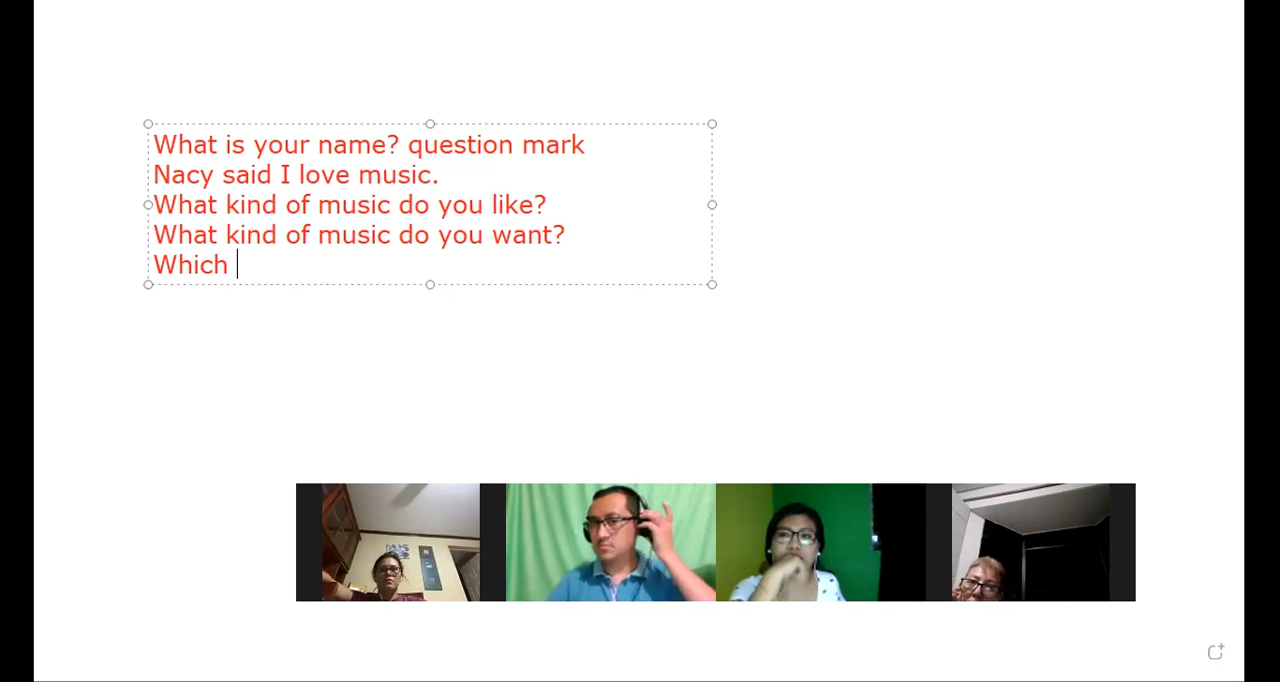 What is your name? question mark
Nacy said I love music.
What kind of music do you like?
What kind of music do you want?
Which